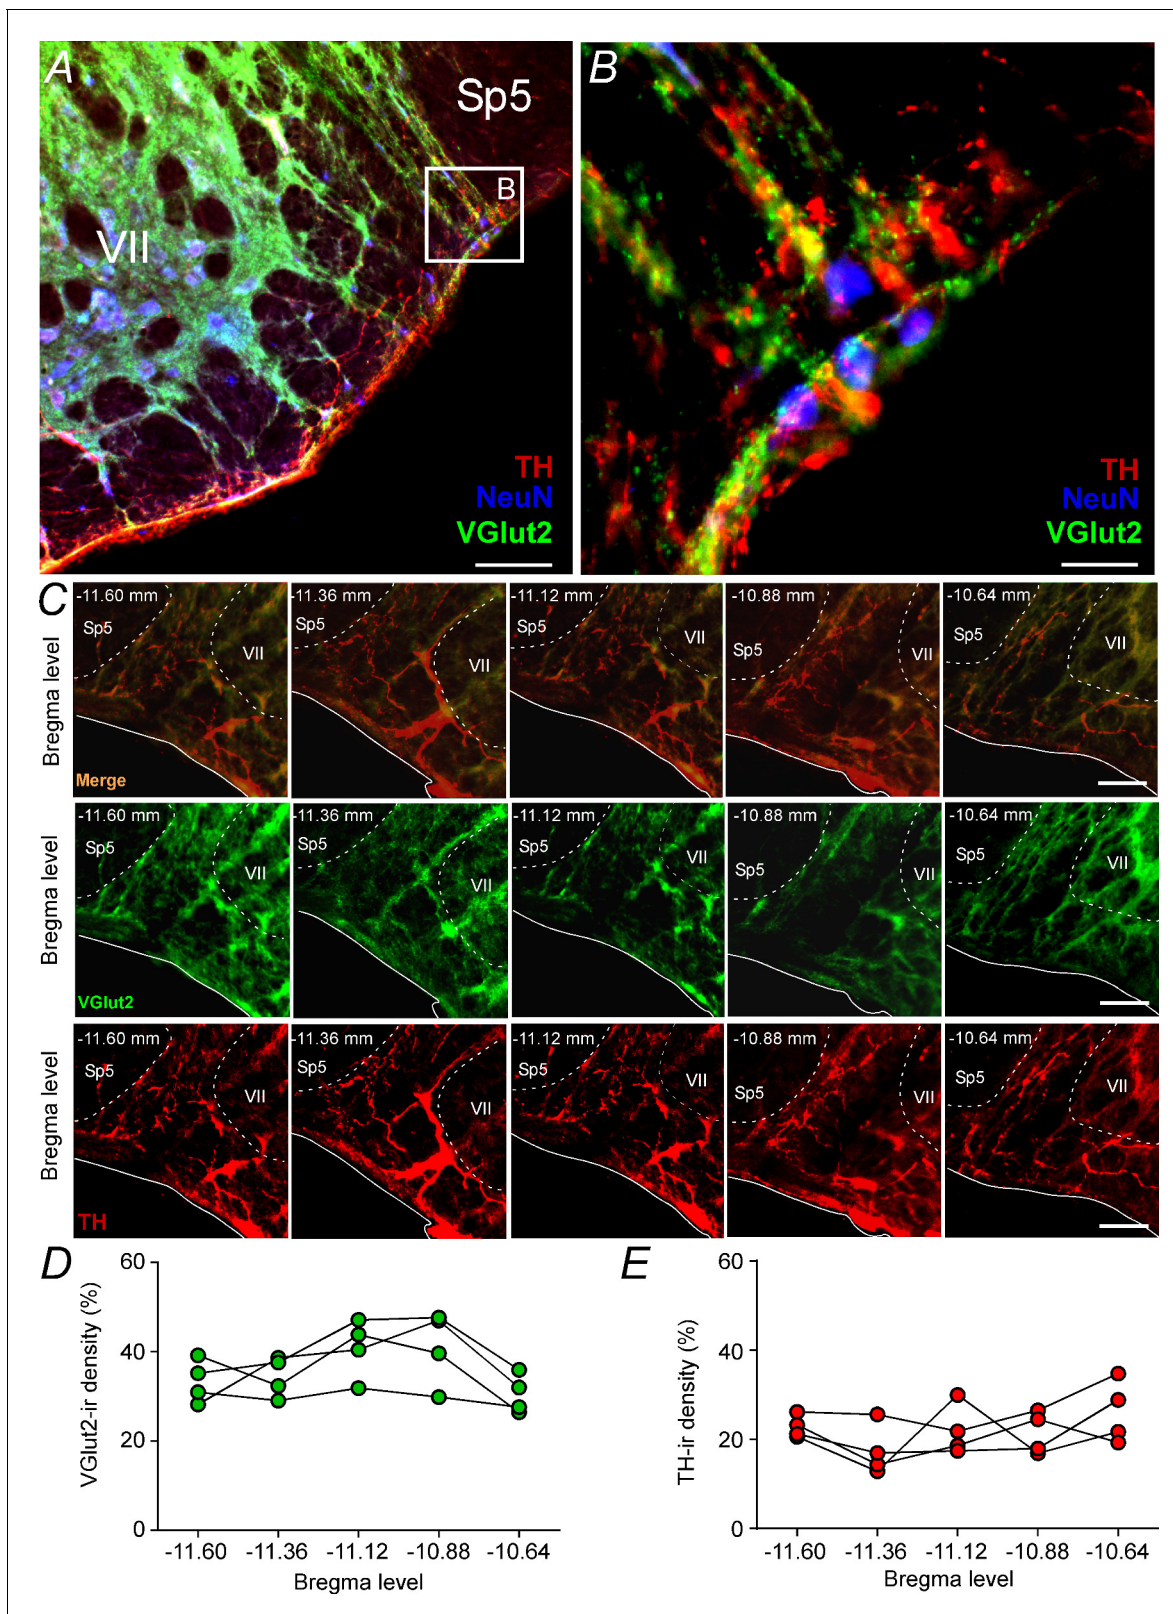 A
Sp5
B
VII
TH
NeuN
VGlut2
B
TH
NeuN
VGlut2
C
Bregma level
-11.60 mm
Sp5
VII
Merge
-11.36 mm
Sp5
VII
-11.12 mm
Sp5
VII
-10.88 mm
Sp5
VII
-10.64 mm
Sp5
VII
Bregma level
-11.60 mm
Sp5
VII
VGlut2
-11.36 mm
Sp5
VII
-11.12 mm
Sp5
VII
-10.88 mm
Sp5
VII
-10.64 mm
Sp5
VII
Bregma level
-11.60 mm
Sp5
VII
TH
-11.36 mm
Sp5
VII
-11.12 mm
Sp5
VII
-10.88 mm
Sp5
VII
-10.64 mm
Sp5
VII
D
VGlut2-ir density (%)
60
40
20
0
-11.60 -11.36 -11.12 -10.88 -10.64
Bregma level
E
TH-ir density (%)
60
40
20
0
-11.60 -11.36 -11.12 -10.88 -10.64
Bregma level